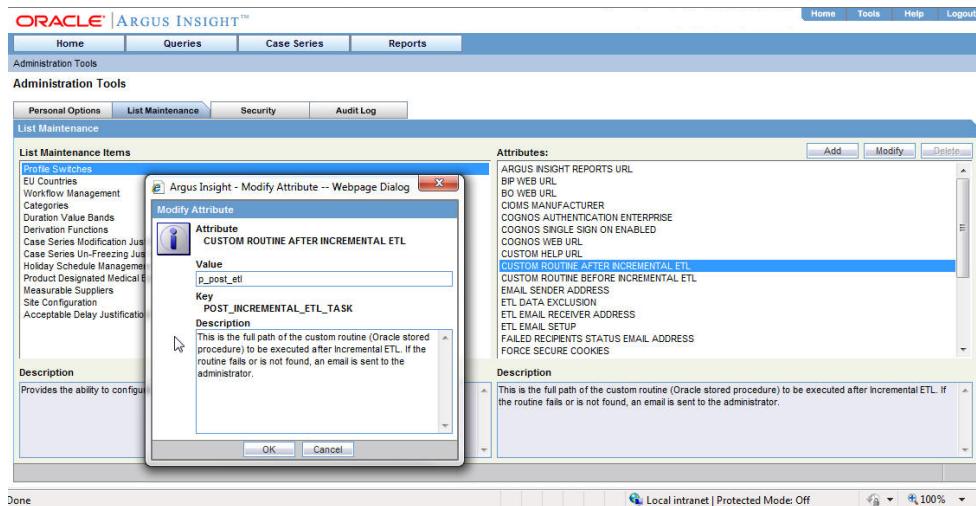 ORACLE® ARGUS INSIGHT™
Home Tools Help Logout
Home Queries Case Series Reports
Administration Tools
Administration Tools
Personal Options List Maintenance Security Audit Log
List Maintenance
List Maintenance Items
Profile Switches
EU Countries
Workflow Management
Categories
Duration Value Bands
Derivation Functions
Case Series Modification Jus
Case Series Un-Freezing Jus
Holiday Schedule Manageme
Product Designated Medical E
Measurable Suppliers
Site Configuration
Acceptable Delay Justificatio
Description
Provides the ability to configu
Argus Insight - Modify Attribute -- Webpage Dialog
Modify Attribute
Attribute
CUSTOM ROUTINE AFTER INCREMENTAL ETL
Value
p_post_etl
Key
POST_INCREMENTAL_ETL_TASK
Description
This is the full path of the custom routine (Oracle stored
procedure) to be executed after Incremental ETL. If the
routine fails or is not found, an email is sent to the
administrator.
OK Cancel
Attributes:
Add Modify Delete
ARGUS INSIGHT REPORTS URL
BIP WEB URL
BO WEB URL
CIOMS MANUFACTURER
COGNOS AUTHENTICATION ENTERPRISE
COGNOS SINGLE SIGN ON ENABLED
COGNOS WEB URL
CUSTOM HELP URL
CUSTOM ROUTINE AFTER INCREMENTAL ETL
CUSTOM ROUTINE BEFORE INCREMENTAL ETL
EMAIL SENDER ADDRESS
ETL DATA EXCLUSION
ETL EMAIL RECEIVER ADDRESS
ETL EMAIL SETUP
FAILED RECIPIENTS STATUS EMAIL ADDRESS
FORCE SECURE COOKIES
Description
This is the full path of the custom routine (Oracle stored procedure) to be executed after Incremental ETL. If
the routine fails or is not found, an email is sent to the administrator.
Done
Local intranet | Protected Mode: Off
100%